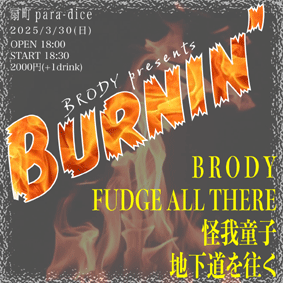 扇町 para-dice
2025/3/30(日)
OPEN 18:00
START 18:30
2000円(+1drink)
BRODY presents
BURNIN"
BRODY
FUDGE ALL THERE
怪我童子
地下道を往く